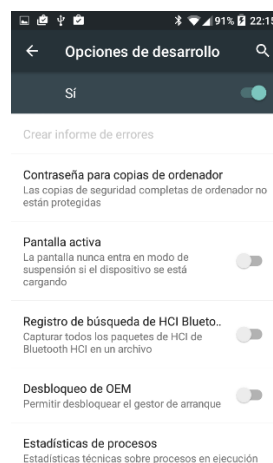 91% 22:15
Opciones de desarrollo
Sí
Crear informe de errores
Contraseña para copias de ordenador
Las copias de seguridad completas de ordenador no
están protegidas
Pantalla activa
La pantalla nunca entra en modo de
suspensión si el dispositivo se está
cargando
Registro de búsqueda de HCI Blueto..
Capturar todos los paquetes de HCI de
Bluetooth HCI en un archivo
Desbloqueo de OEM
Permitir desbloquear el gestor de arranque
Estadísticas de procesos
Estadísticas técnicas sobre procesos en ejecución